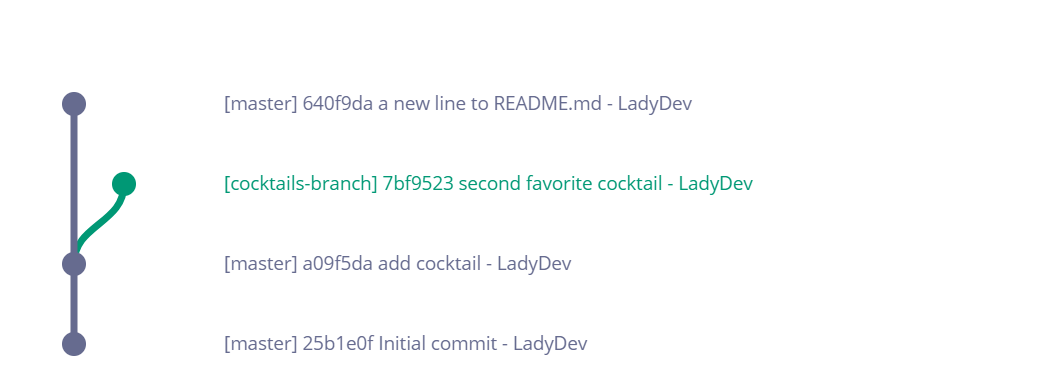 [master] 640f9da a new line to README.md - LadyDev
[cocktails-branch] 7bf9523 second favorite cocktail - LadyDev
[master] a09f5da add cocktail - LadyDev
[master] 25b1e0f Initial commit - LadyDev